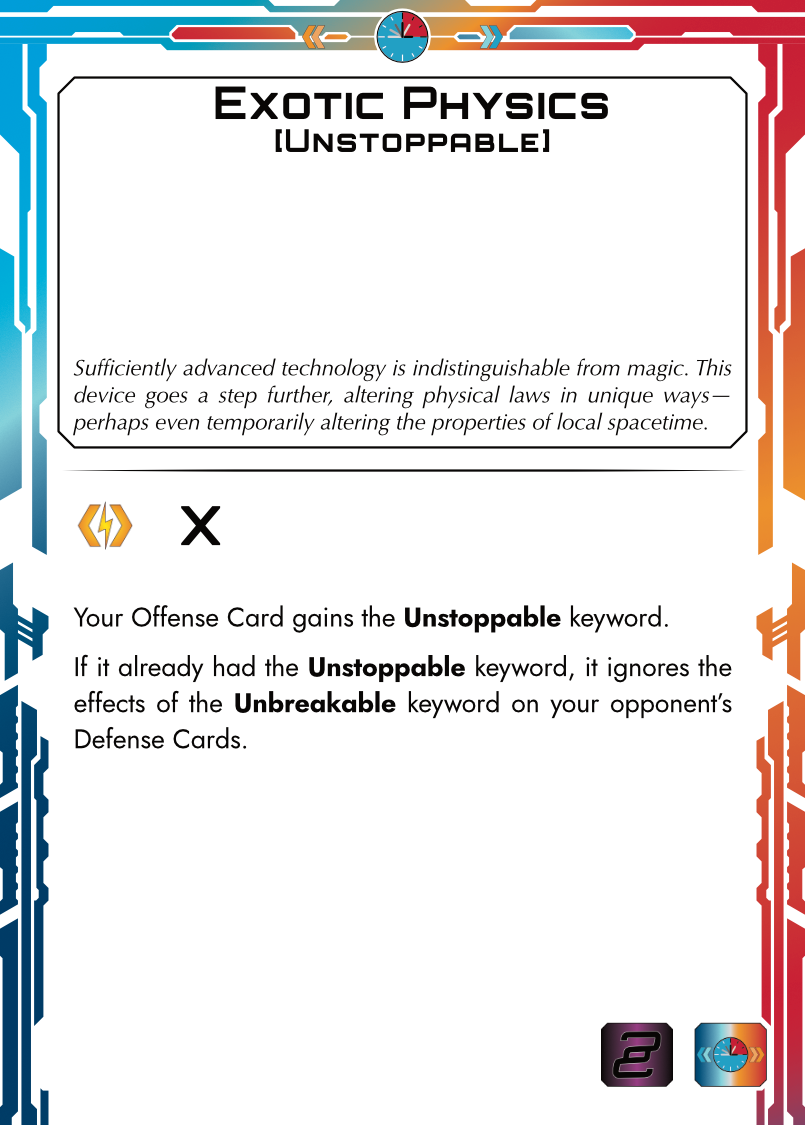 Exotic Physics
[Unstoppable]
Sufficiently advanced technology is indistinguishable from magic. This
device goes a step further, altering physical laws in unique ways—
perhaps even temporarily altering the properties of local spacetime.
X
Your Offense Card gains the Unstoppable keyword.
If it already had the Unstoppable keyword, it ignores the
effects of the Unbreakable keyword on your opponent’s
Defense Cards.